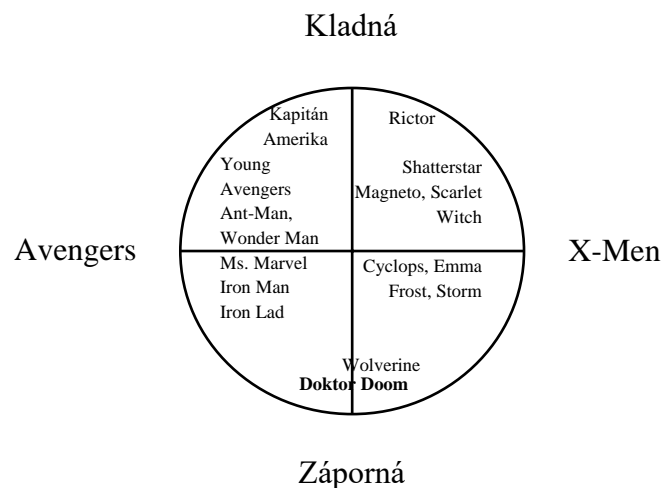 Kladná
Kapitán
Amerika
Rictor
Young
Avengers
Ant-Man,
Wonder Man
Shatterstar
Magneto, Scarlet
Witch
Avengers
X-Men
Ms. Marvel
Iron Man
Iron Lad
Cyclops, Emma
Frost, Storm
Wolverine
Doktor Doom
Záporná